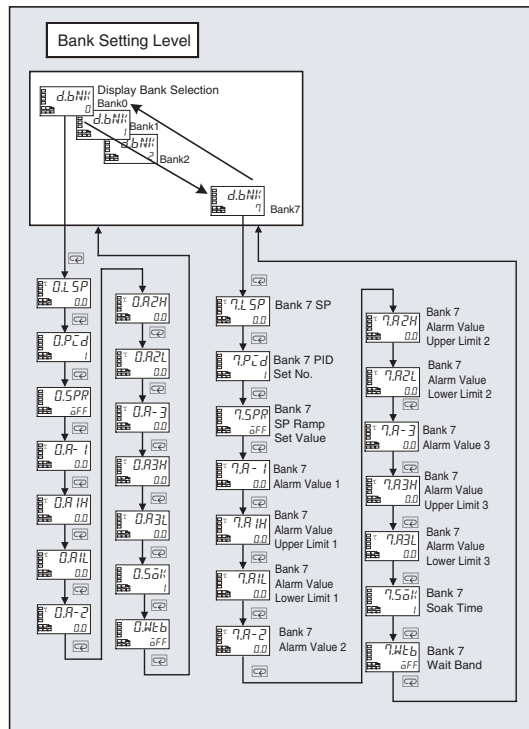 Bank Setting Level
Display Bank Selection
d.bNK
0
Bank0
d.bNK
1
Bank1
d.bNK
2
Bank2
d.bNK
7
Bank7
0.LSP
0.0
0.PId
1
0.SPR
oFF
0.A-1
0.0
0.A1H
0.0
0.A1L
0.0
0.A-2
0.0
0.A2H
0.0
0.A2L
0.0
0.A-3
0.0
0.A3H
0.0
0.A3L
0.0
0.SoK
1
0.Wtb
oFF
7.LSP
0.0
Bank 7 SP
7.PId
1
Bank 7 PID
Set No.
7.SPR
oFF
Bank 7
SP Ramp
Set Value
7.A-1
0.0
Bank 7
Alarm Value 1
7.A1H
0.0
Bank 7
Alarm Value
Upper Limit 1
7.A1L
0.0
Bank 7
Alarm Value
Lower Limit 1
7.A-2
0.0
Bank 7
Alarm Value 2
7.A2H
0.0
Bank 7
Alarm Value
Upper Limit 2
7.A2L
0.0
Bank 7
Alarm Value
Lower Limit 2
7.A-3
0.0
Bank 7
Alarm Value 3
7.A3H
0.0
Bank 7
Alarm Value
Upper Limit 3
7.A3L
0.0
Bank 7
Alarm Value
Lower Limit 3
7.SoK
1
Bank 7
Soak Time
7.Wtb
oFF
Bank 7
Wait Band